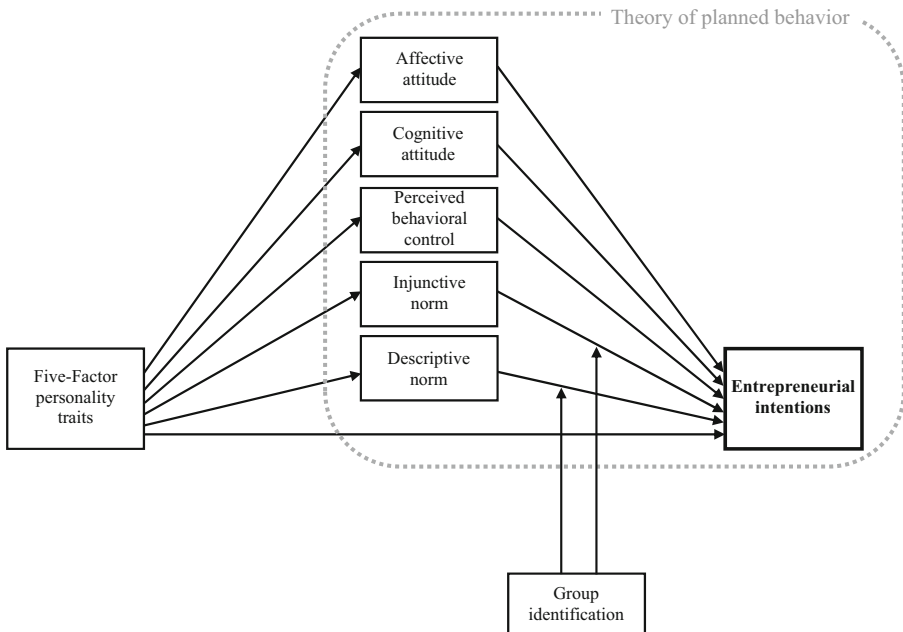 Theory of planned behavior
Affective
attitude
Cognitive
attitude
Perceived
behavioral
control
Injunctive
norm
Descriptive
norm
Five-Factor
personality
traits
Entrepreneurial
intentions
Group
identification